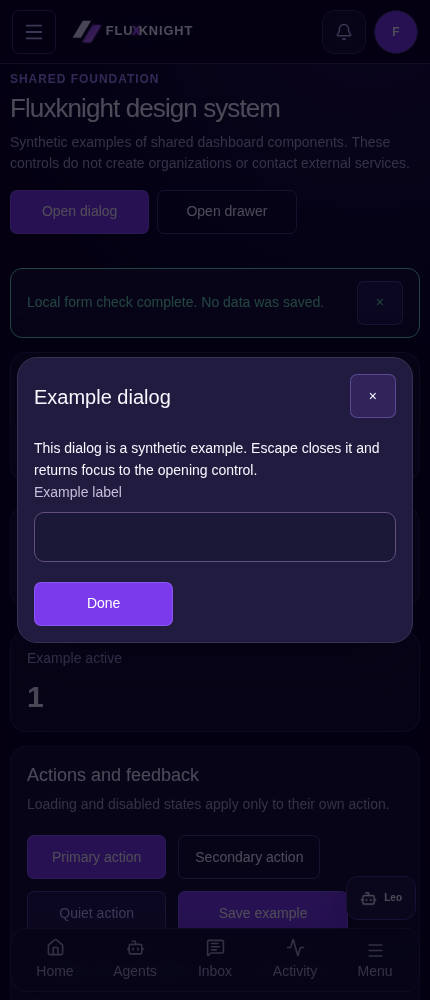 FLUXKNIGHT
F
SHARED FOUNDATION
Fluxknight design system
Synthetic examples of shared dashboard components. These
controls do not create organizations or contact external services.
Open dialog
Open drawer
Local form check complete. No data was saved.
×
Example dialog
×
This dialog is a synthetic example. Escape closes it and
returns focus to the opening control.
Example label
Done
Example active
1
Actions and feedback
Loading and disabled states apply only to their own action.
Primary action
Secondary action
Quiet action
Save example
Leo
Home
Agents
Inbox
Activity
Menu